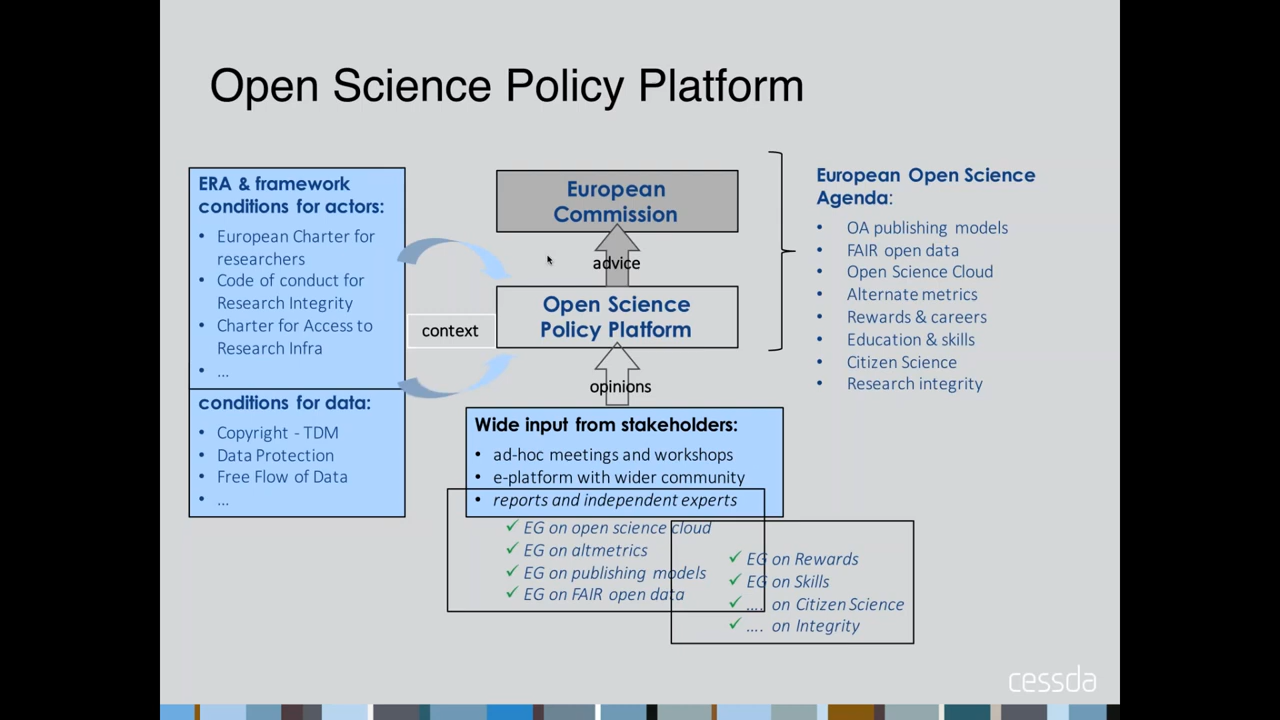 Open Science Policy Platform
ERA & framework
conditions for actors:
• European Charter for
researchers
• Code of conduct for
Research Integrity
• Charter for Access to
Research Infra
• ...
conditions for data:
• Copyright - TDM
• Data Protection
• Free Flow of Data
• ...
context
European
Commission
advice
Open Science
Policy Platform
opinions
Wide input from stakeholders:
• ad-hoc meetings and workshops
• e-platform with wider community
• reports and independent experts
✓ EG on open science cloud
✓ EG on altmetrics
✓ EG on publishing models
✓ EG on FAIR open data
✓ EG on Rewards
✓ EG on Skills
✓ .... on Citizen Science
✓ .... on Integrity
European Open Science
Agenda:
• OA publishing models
• FAIR open data
• Open Science Cloud
• Alternate metrics
• Rewards & careers
• Education & skills
• Citizen Science
• Research integrity
cessda